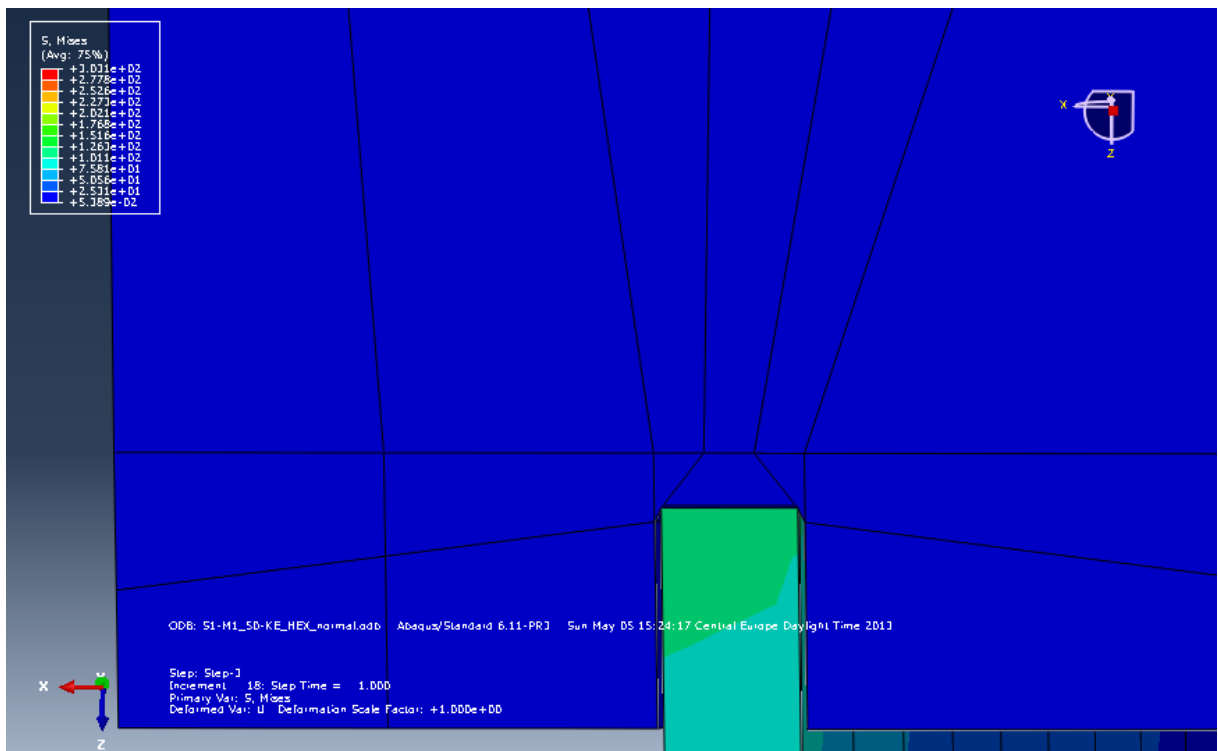 S, Mises
(Avg: 75%)
+3.031e+02
+2.778e+02
+2.526e+02
+2.273e+02
+2.021e+02
+1.768e+02
+1.516e+02
+1.263e+02
+1.011e+02
+7.581e+01
+5.056e+01
+2.531e+01
+5.389e-02
X
Y
Z
ODB: S1-M1_SD-KE_HEX_normal.odb Abaqus/Standard 6.11-PR3 Sun May 05 15:24:17 Central Europe Daylight Time 2013
Step: Step-3
Increment 18: Step Time = 1.000
Primary Var: S, Mises
Deformed Var: U Deformation Scale Factor: +1.000e+00
X
Y
Z